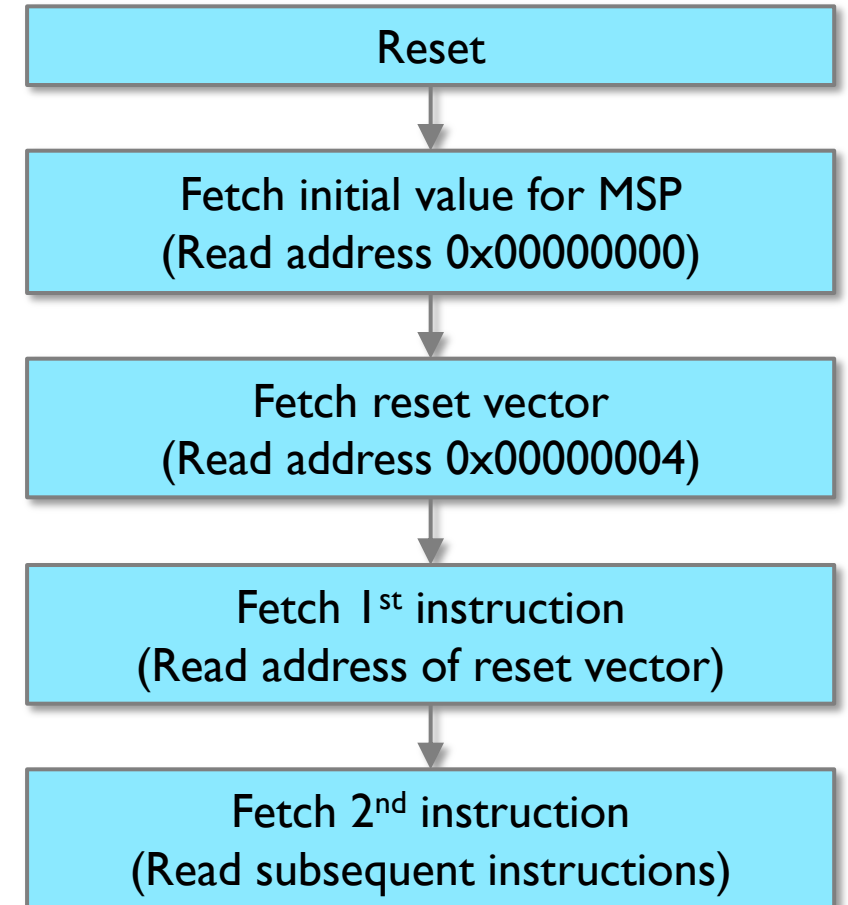 Reset
Fetch initial value for MSP
(Read address 0x00000000)
Fetch reset vector
(Read address 0x00000004)
Fetch 1st instruction
(Read address of reset vector)
Fetch 2nd instruction
(Read subsequent instructions)